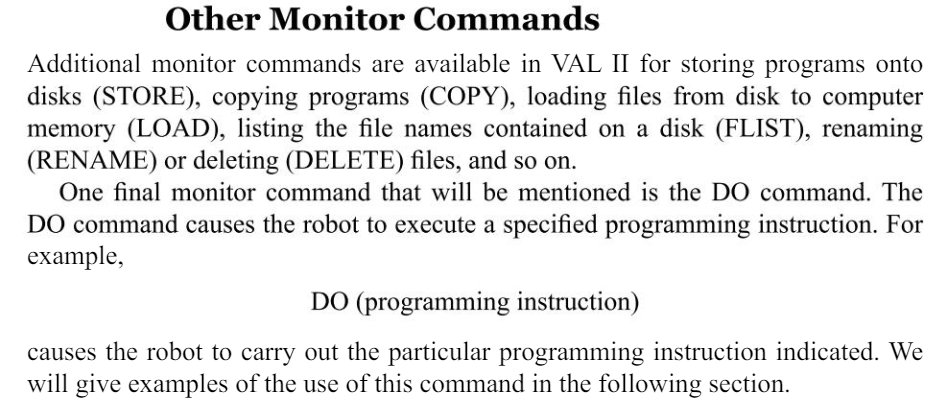 Other Monitor Commands
Additional monitor commands are available in VAL II for storing programs onto
disks (STORE), copying programs (COPY), loading files from disk to computer
memory (LOAD), listing the file names contained on a disk (FLIST), renaming
(RENAME) or deleting (DELETE) files, and so on.
One final monitor command that will be mentioned is the DO command. The
DO command causes the robot to execute a specified programming instruction. For
example,
DO (programming instruction)
causes the robot to carry out the particular programming instruction indicated. We
will give examples of the use of this command in the following section.